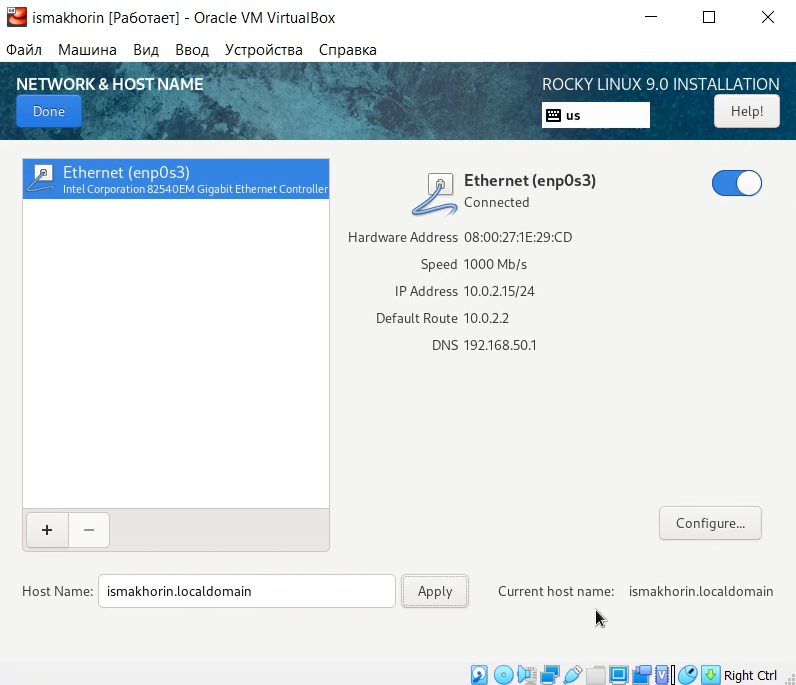 ismakhorin [Работает] - Oracle VM VirtualBox
Файл Машина Вид Ввод Устройства Справка
NETWORK & HOST NAME
ROCKY LINUX 9.0 INSTALLATION
Done
us
Help!
Ethernet (enp0s3)
Intel Corporation 82540EM Gigabit Ethernet Controller
Ethernet (enp0s3)
Connected
Hardware Address 08:00:27:1E:29:CD
Speed 1000 Mb/s
IP Address 10.0.2.15/24
Default Route 10.0.2.2
DNS 192.168.50.1
+ −
Configure...
Host Name: ismakhorin.localdomain Apply Current host name: ismakhorin.localdomain
Right Ctrl